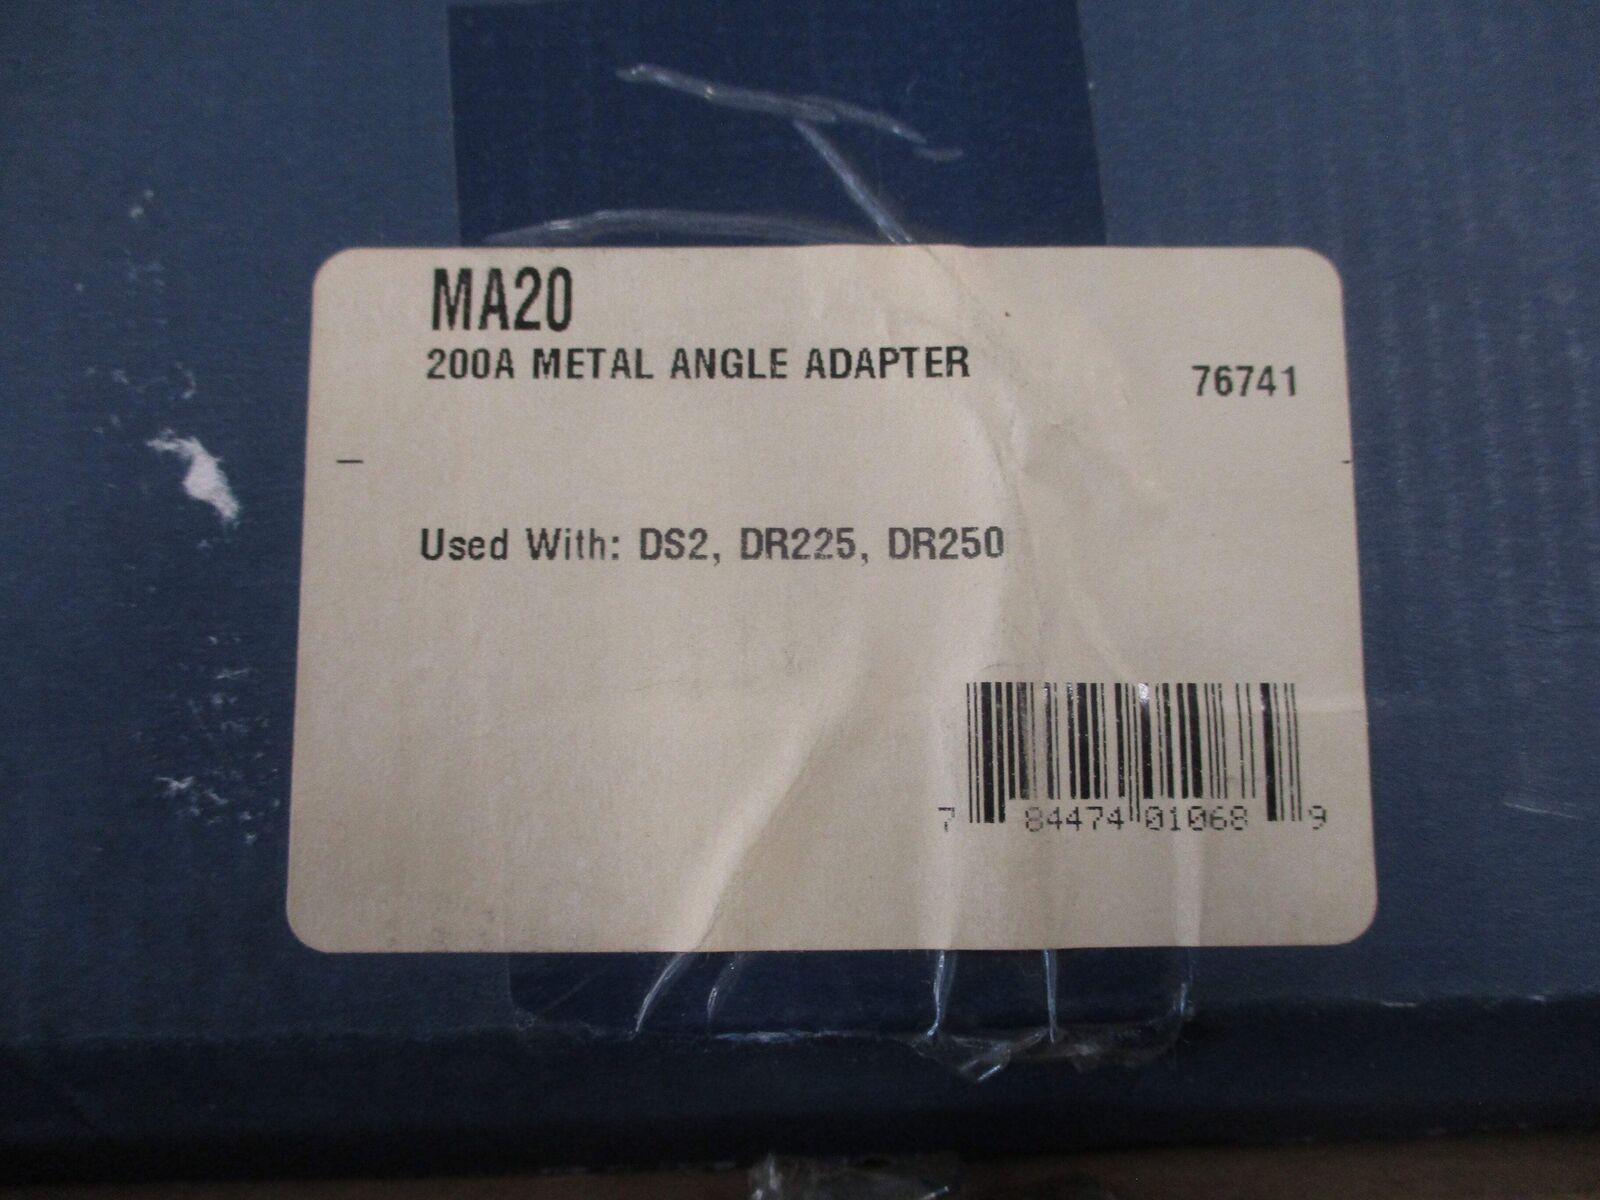 MA20
200A METAL ANGLE ADAPTER
76741
Used With: DS2, DR225, DR250
7 84474 01068 9